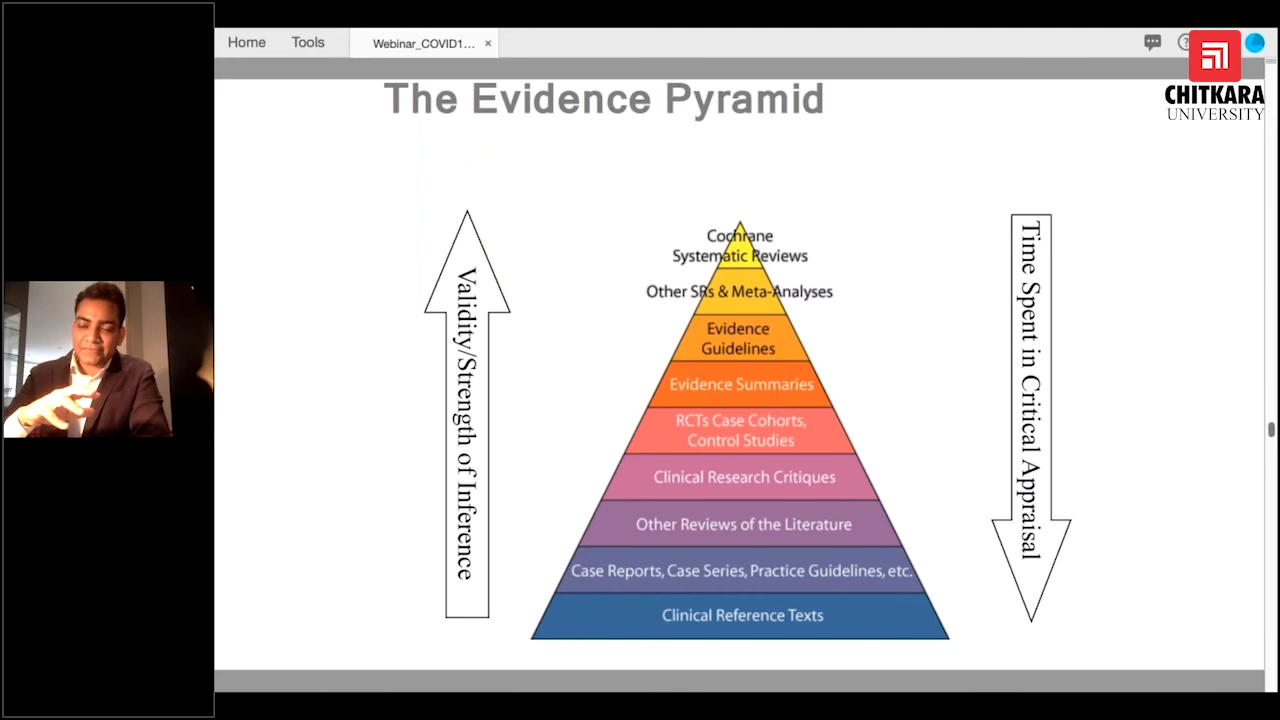 Home
Tools
Webinar_COVID1...
×
?
CHITKARA
UNIVERSITY
The Evidence Pyramid
Validity/Strength of Inference
Cochrane
Systematic Reviews
Other SRs & Meta-Analyses
Evidence
Guidelines
Evidence Summaries
RCTs Case Cohorts,
Control Studies
Clinical Research Critiques
Other Reviews of the Literature
Case Reports, Case Series, Practice Guidelines, etc.
Clinical Reference Texts
Time Spent in Critical Appraisal